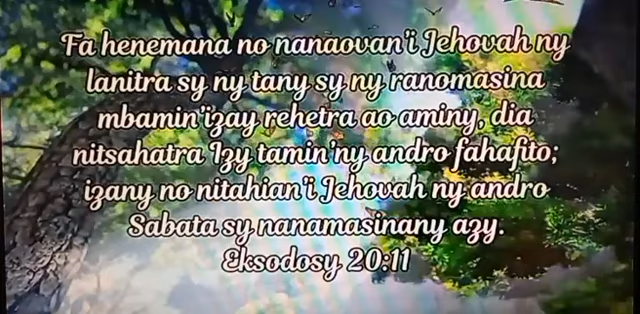 Fa henemana no nanaovan'i Jehovah ny
lanitra sy ny tany sy ny ranomasina
mbamin'izay rehetra ao aminy, dia
nitsahatra Izy tamin'ny andro fahafito;
izany no nitahian'i Jehovah ny andro
Sabata sy nanamasinany azy.
Eksodosy 20:11